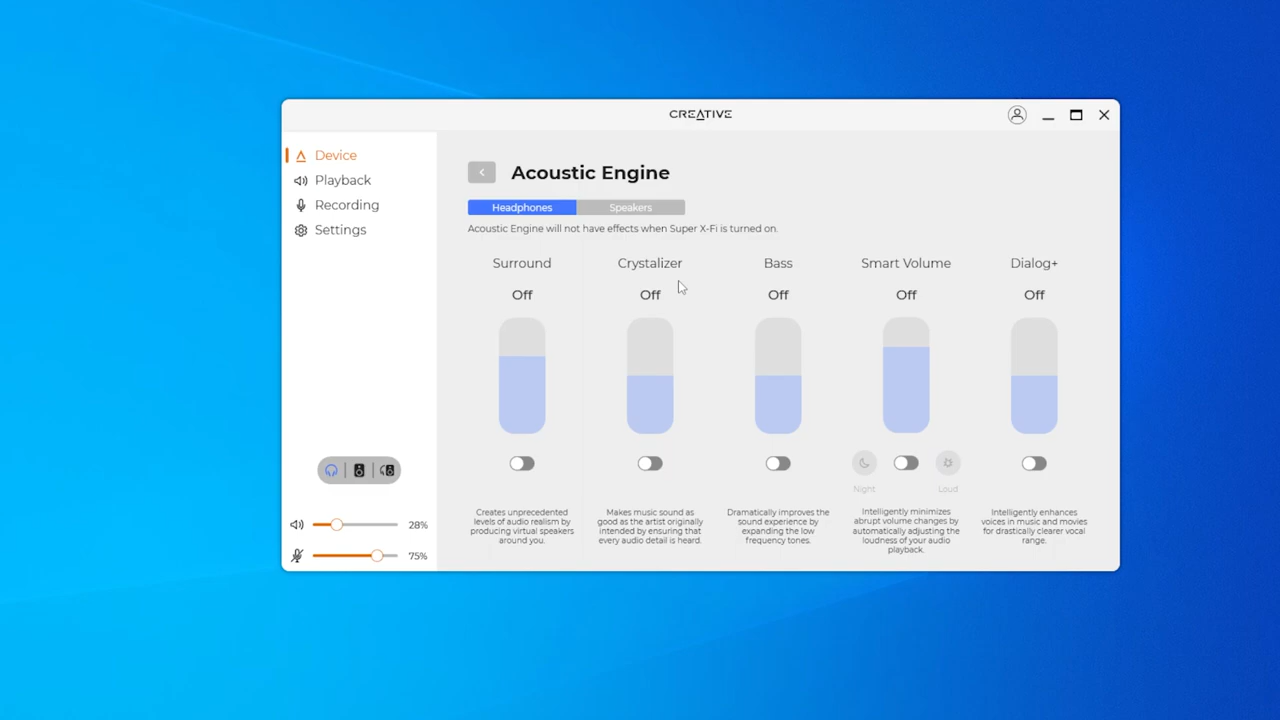 CREATIVE
Device
Playback
Recording
Settings
28%
75%
Acoustic Engine
Headphones
Speakers
Acoustic Engine will not have effects when Super X-Fi is turned on.
Surround
Off
Creates unprecedented
levels of audio realism by
producing virtual speakers
around you.
Crystalizer
Off
Makes music sound as
good as the artist originally
intended by ensuring that
every audio detail is heard.
Bass
Off
Dramatically improves the
sound experience by
expanding the low
frequency tones.
Smart Volume
Off
Night
Loud
Intelligently minimizes
abrupt volume changes by
automatically adjusting the
loudness of your audio
playback.
Dialog+
Off
Intelligently enhances
voices in music and movies
for drastically clearer vocal
range.